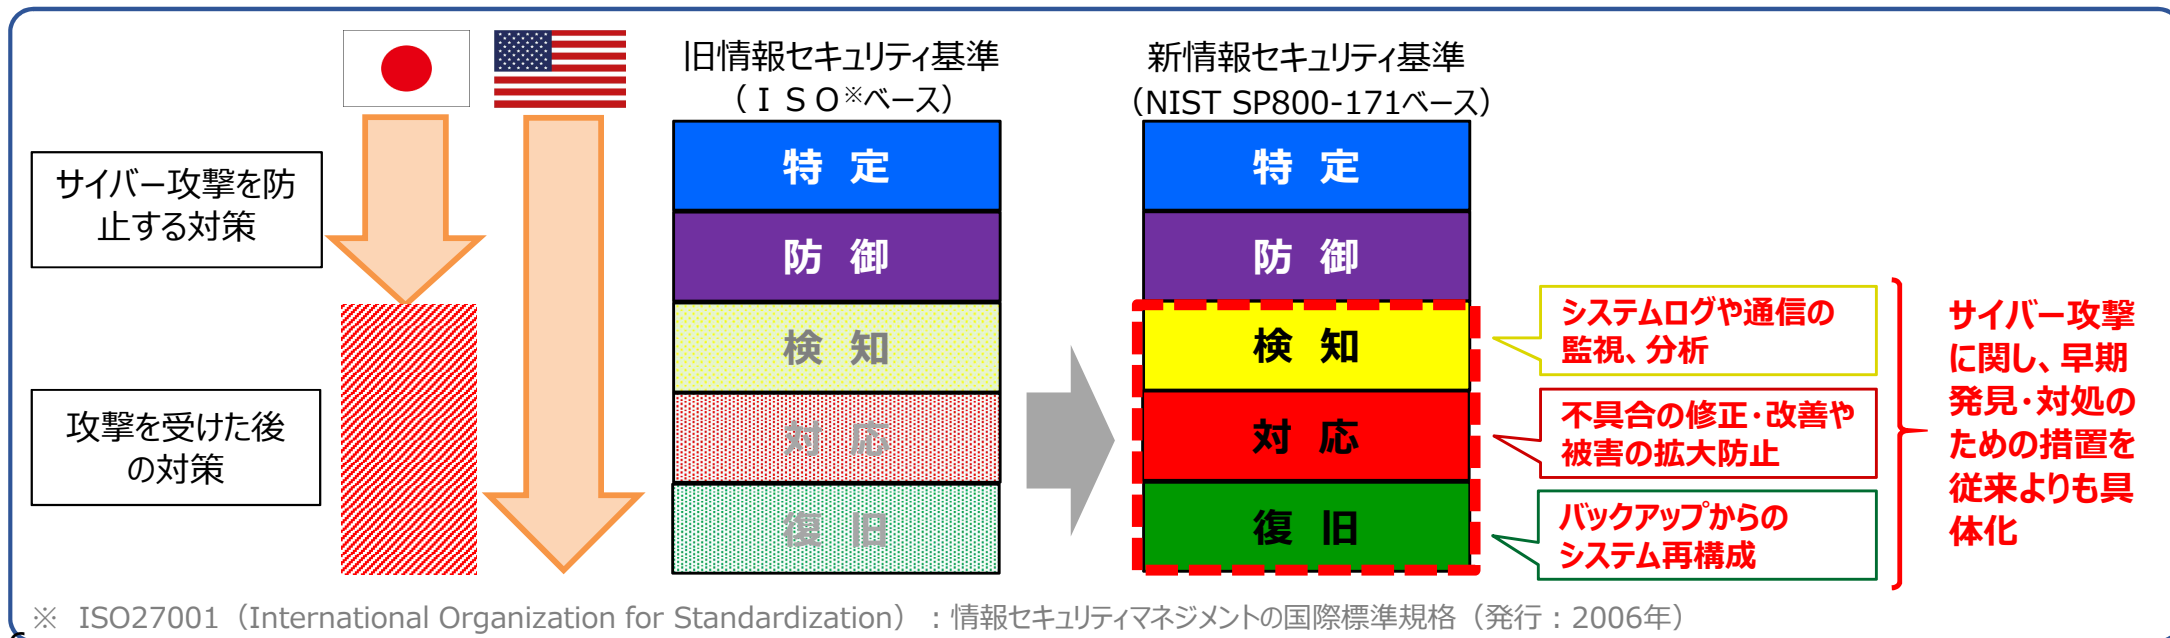 旧情報セキュリティ基準
（ＩＳＯ※ベース）
新情報セキュリティ基準
（NIST SP800-171ベース）
サイバー攻撃を防
止する対策
攻撃を受けた後
の対策
特 定
防 御
検 知
対 応
復 旧
特 定
防 御
検 知
対 応
復 旧
システムログや通信の
監視、分析
不具合の修正･改善や
被害の拡大防止
バックアップからの
システム再構成
サイバー攻撃
に関し、早期
発見･対処の
ための措置を
従来よりも具
体化
※ ISO27001（International Organization for Standardization）：情報セキュリティマネジメントの国際標準規格（発行：2006年）